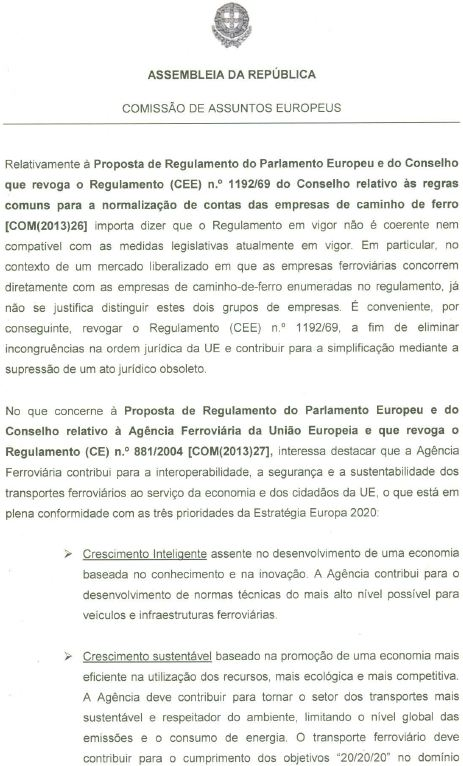 ASSEMBLEIA DA REPÚBLICA
COMISSÃO DE ASSUNTOS EUROPEUS
Relativamente à Proposta de Regulamento do Parlamento Europeu e do Conselho
que revoga o Regulamento (CEE) n.º 1192/69 do Conselho relativo às regras
comuns para a normalização de contas das empresas de caminho de ferro
[COM(2013)26] importa dizer que o Regulamento em vigor não é coerente nem
compatível com as medidas legislativas atualmente em vigor. Em particular, no
contexto de um mercado liberalizado em que as empresas ferroviárias concorrem
diretamente com as empresas de caminho-de-ferro enumeradas no regulamento, já
não se justifica distinguir estes dois grupos de empresas. É conveniente, por
conseguinte, revogar o Regulamento (CEE) n.º 1192/69, a fim de eliminar
incongruências na ordem jurídica da UE e contribuir para a simplificação mediante a
supressão de um ato jurídico obsoleto.
No que concerne à Proposta de Regulamento do Parlamento Europeu e do
Conselho relativo à Agência Ferroviária da União Europeia e que revoga o
Regulamento (CE) n.º 881/2004 [COM(2013)27], interessa destacar que a Agência
Ferroviária contribui para a interoperabilidade, a segurança e a sustentabilidade dos
transportes ferroviários ao serviço da economia e dos cidadãos da UE, o que está em
plena conformidade com as três prioridades da Estratégia Europa 2020:
➢ Crescimento Inteligente assente no desenvolvimento de uma economia
baseada no conhecimento e na inovação. A Agência contribui para o
desenvolvimento de normas técnicas do mais alto nível possível para
veículos e infraestruturas ferroviárias.
➢ Crescimento sustentável baseado na promoção de uma economia mais
eficiente na utilização dos recursos, mais ecológica e mais competitiva.
A Agência deve contribuir para tornar o setor dos transportes mais
sustentável e respeitador do ambiente, limitando o nível global das
emissões e o consumo de energia. O transporte ferroviário deve
contribuir para o cumprimento dos objetivos "20/20/20" no domínio